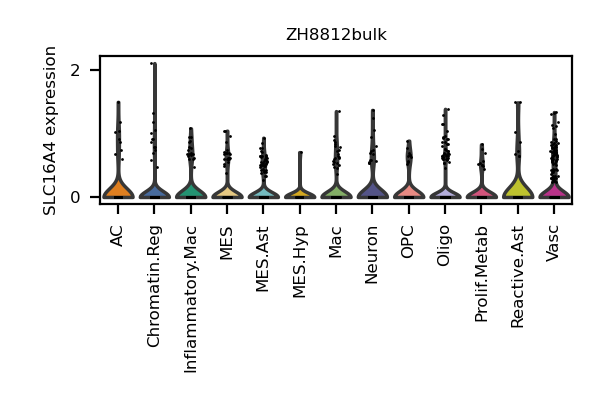 ZH8812bulk
SLC16A4 expression
2
0
AC
Chromatin.Reg
Inflammatory.Mac
MES
MES.Ast
MES.Hyp
Mac
Neuron
OPC
Oligo
Prolif.Metab
Reactive.Ast
Vasc